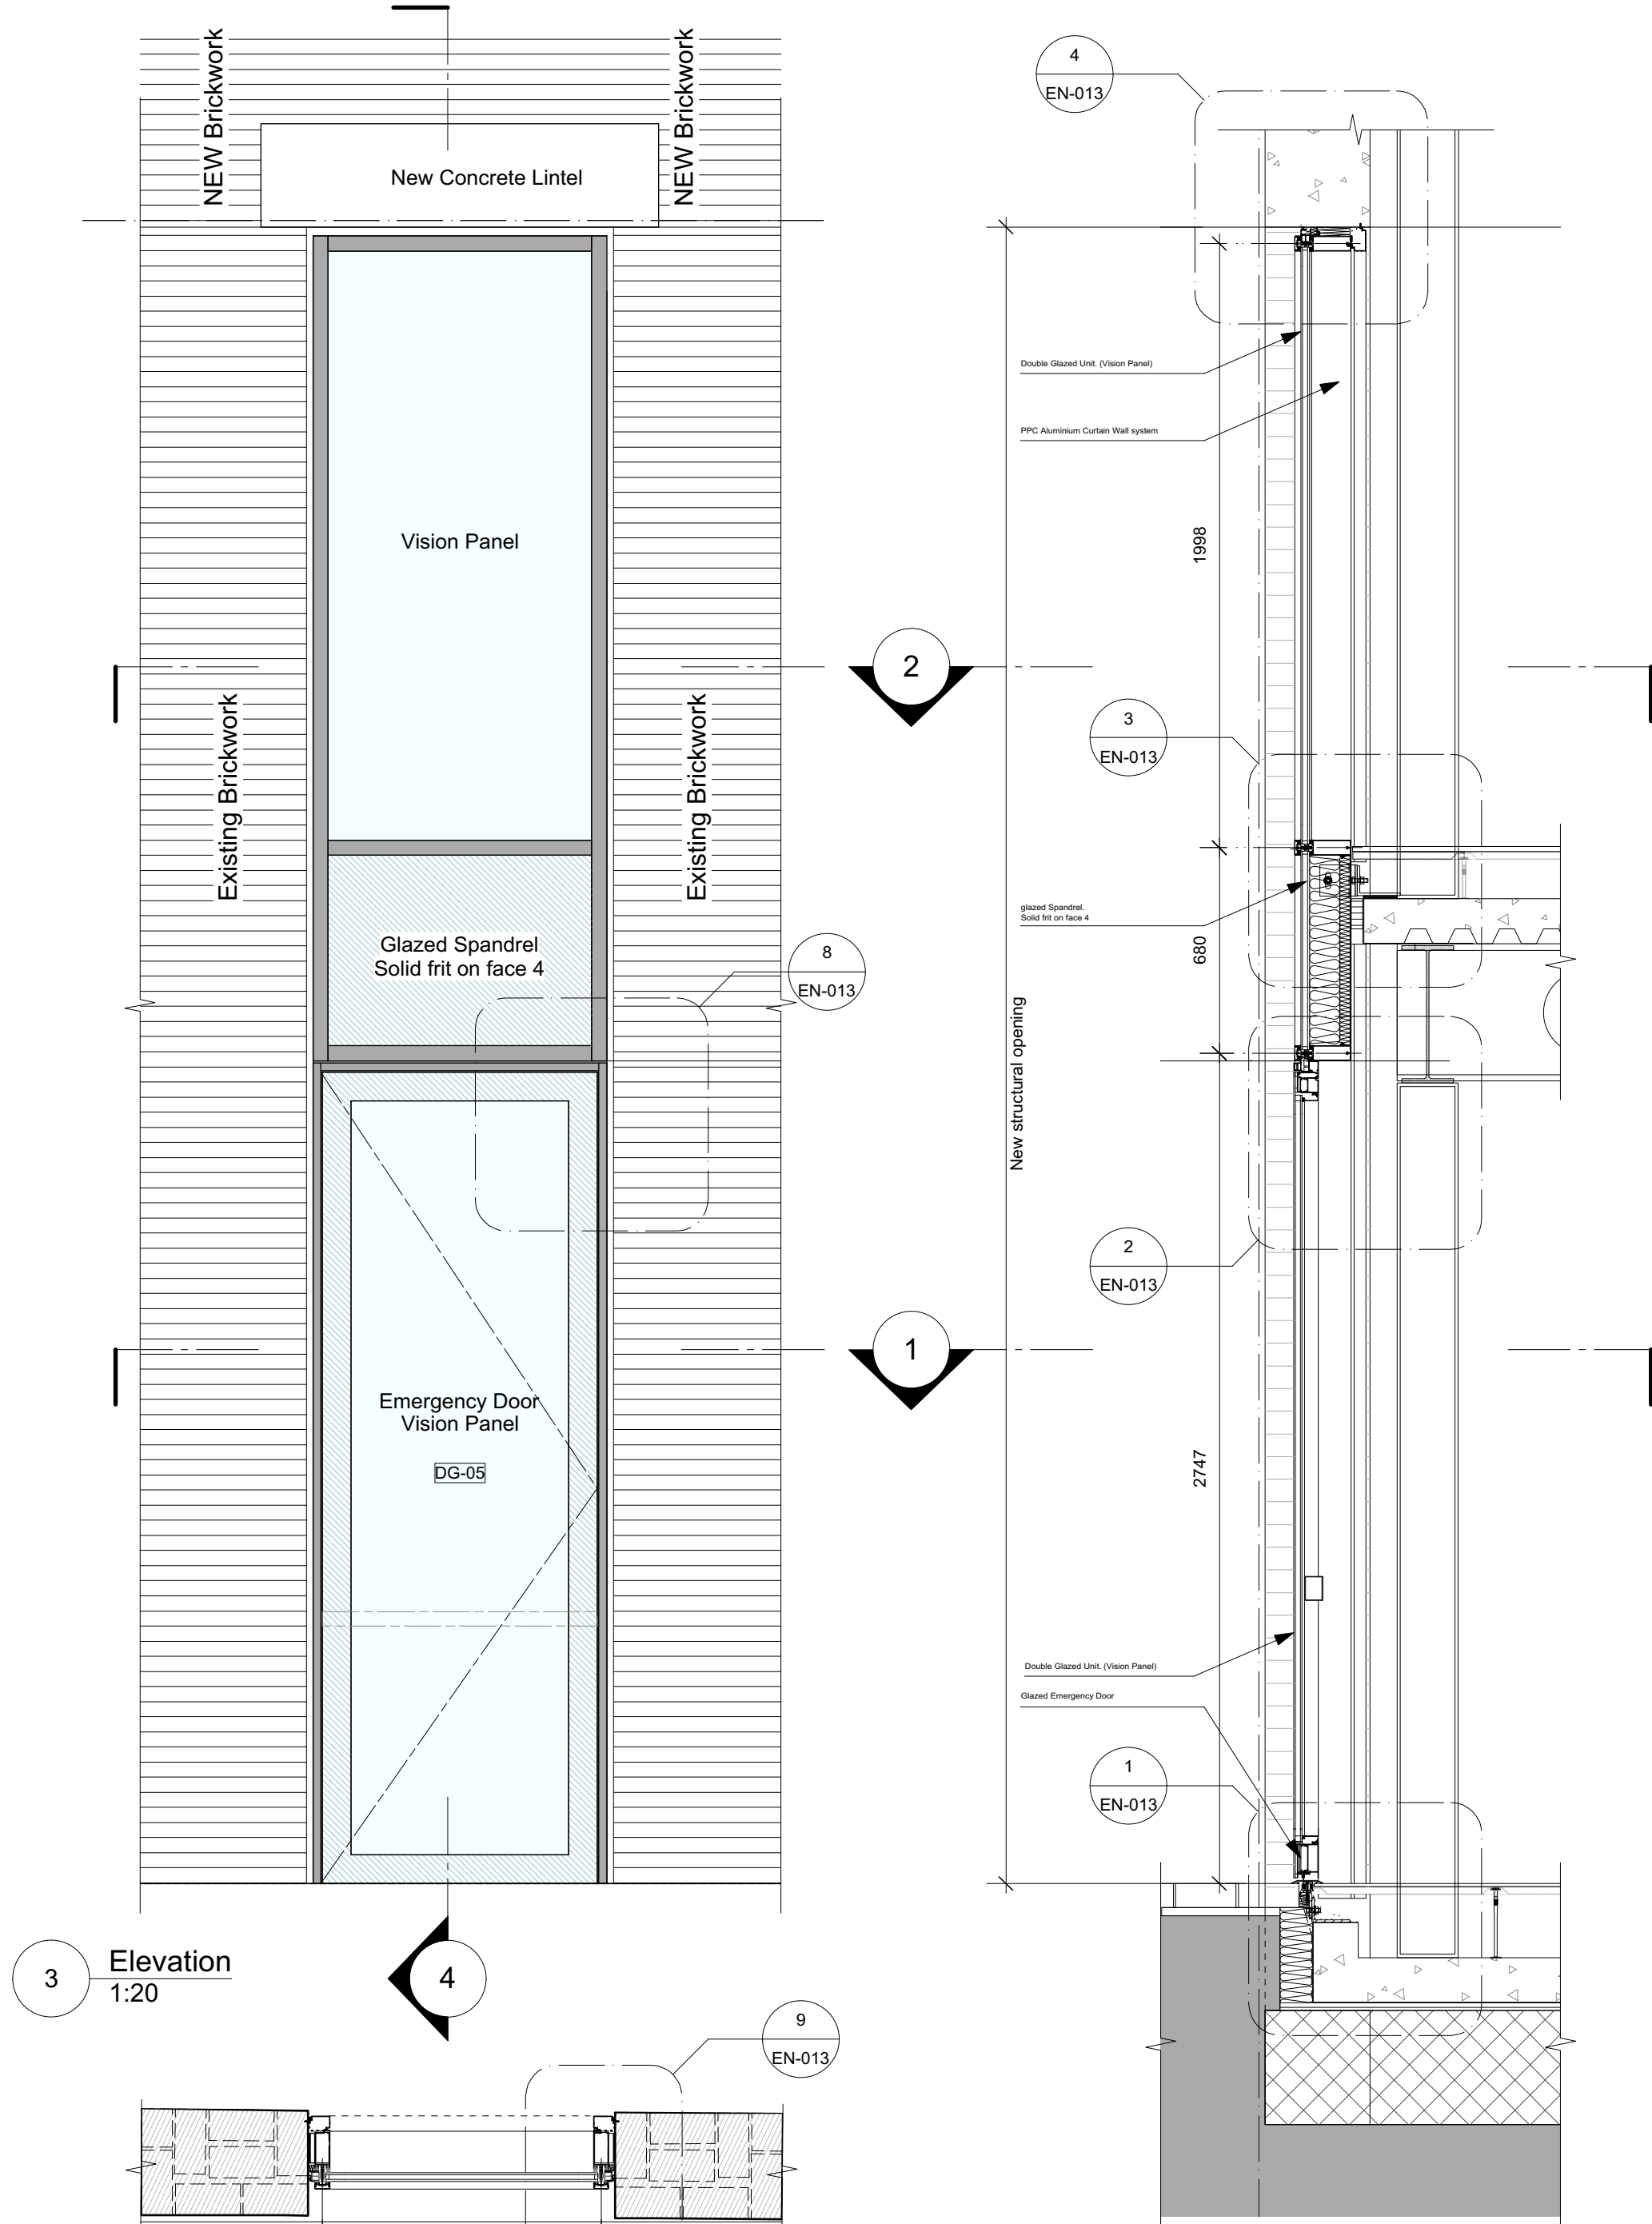 NEW Brickwork
NEW Brickwork
New Concrete Lintel
4
EN-013
Double Glazed Unit. (Vision Panel)
PPC Aluminium Curtain Wall system
Vision Panel
1998
2
3
EN-013
Existing Brickwork
Existing Brickwork
glazed Spandrel.
Solid frit on face 4
Glazed Spandrel
Solid frit on face 4
680
8
EN-013
New structural opening
2
EN-013
1
Emergency Door
Vision Panel
DG-05
2747
Double Glazed Unit. (Vision Panel)
Glazed Emergency Door
1
EN-013
3
Elevation
1:20
4
9
EN-013